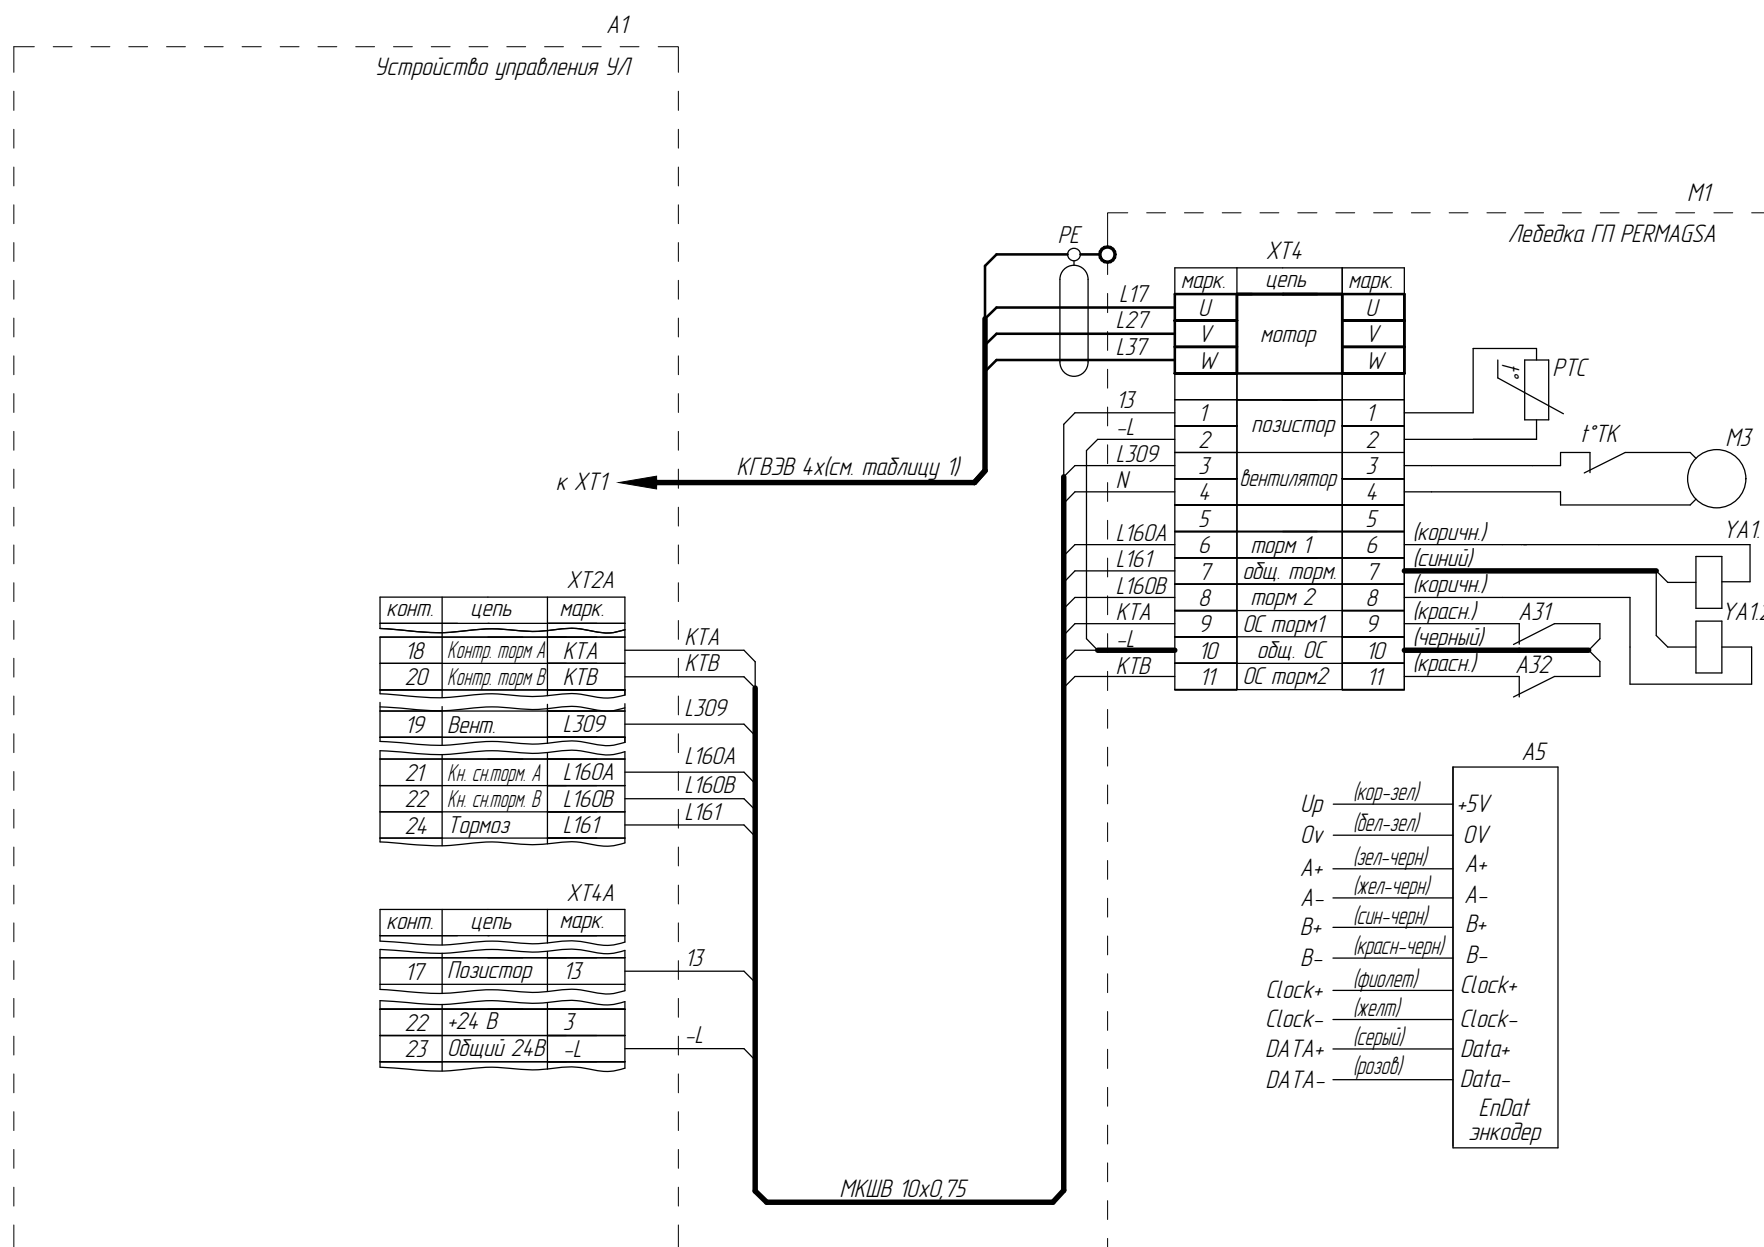 A1
Устройство управления УЛ
M1
Лебедка ГП PERMAGSA
PE
XT4
марк. цепь марк.
L17 U мотор U
L27 V V
L37 W W
PTC
13 1 позистор 1
-L 2 2
t°
t°TK
M3
L309 3 вентилятор 3
N 4 4
5 5
КГВЭВ 4х(см. таблицу 1)
к XT1
L160A 6 торм 1 6 (коричн.) YA1.
L161 7 общ. торм. 7 (синий)
L160B 8 торм 2 8 (коричн.)
KTA 9 ОС торм1 9 (красн.) A31 YA1.2
-L 10 общ. ОС 10 (черный)
KTB 11 ОС торм2 11 (красн.) A32
XT2A
конт. цепь марк.
18 Контр. торм A KTA KTA
20 Контр. торм B KTB KTB
19 Вент. L309 L309
21 Кн. сн.торм. A L160A L160A
22 Кн. сн.торм. B L160B L160B
24 Тормоз L161 L161
XT4A
конт. цепь марк.
17 Позистор 13 13
22 +24 В 3
23 Общий 24В -L -L
МКШВ 10х0,75
A5
Up (кор-зел) +5V
0v (бел-зел) 0V
A+ (зел-черн) A+
A- (жел-черн) A-
B+ (син-черн) B+
B- (красн-черн) B-
Clock+ (фиолет) Clock+
Clock- (желт) Clock-
DATA+ (серый) Data+
DATA- (розов) Data-
EnDat
энкодер